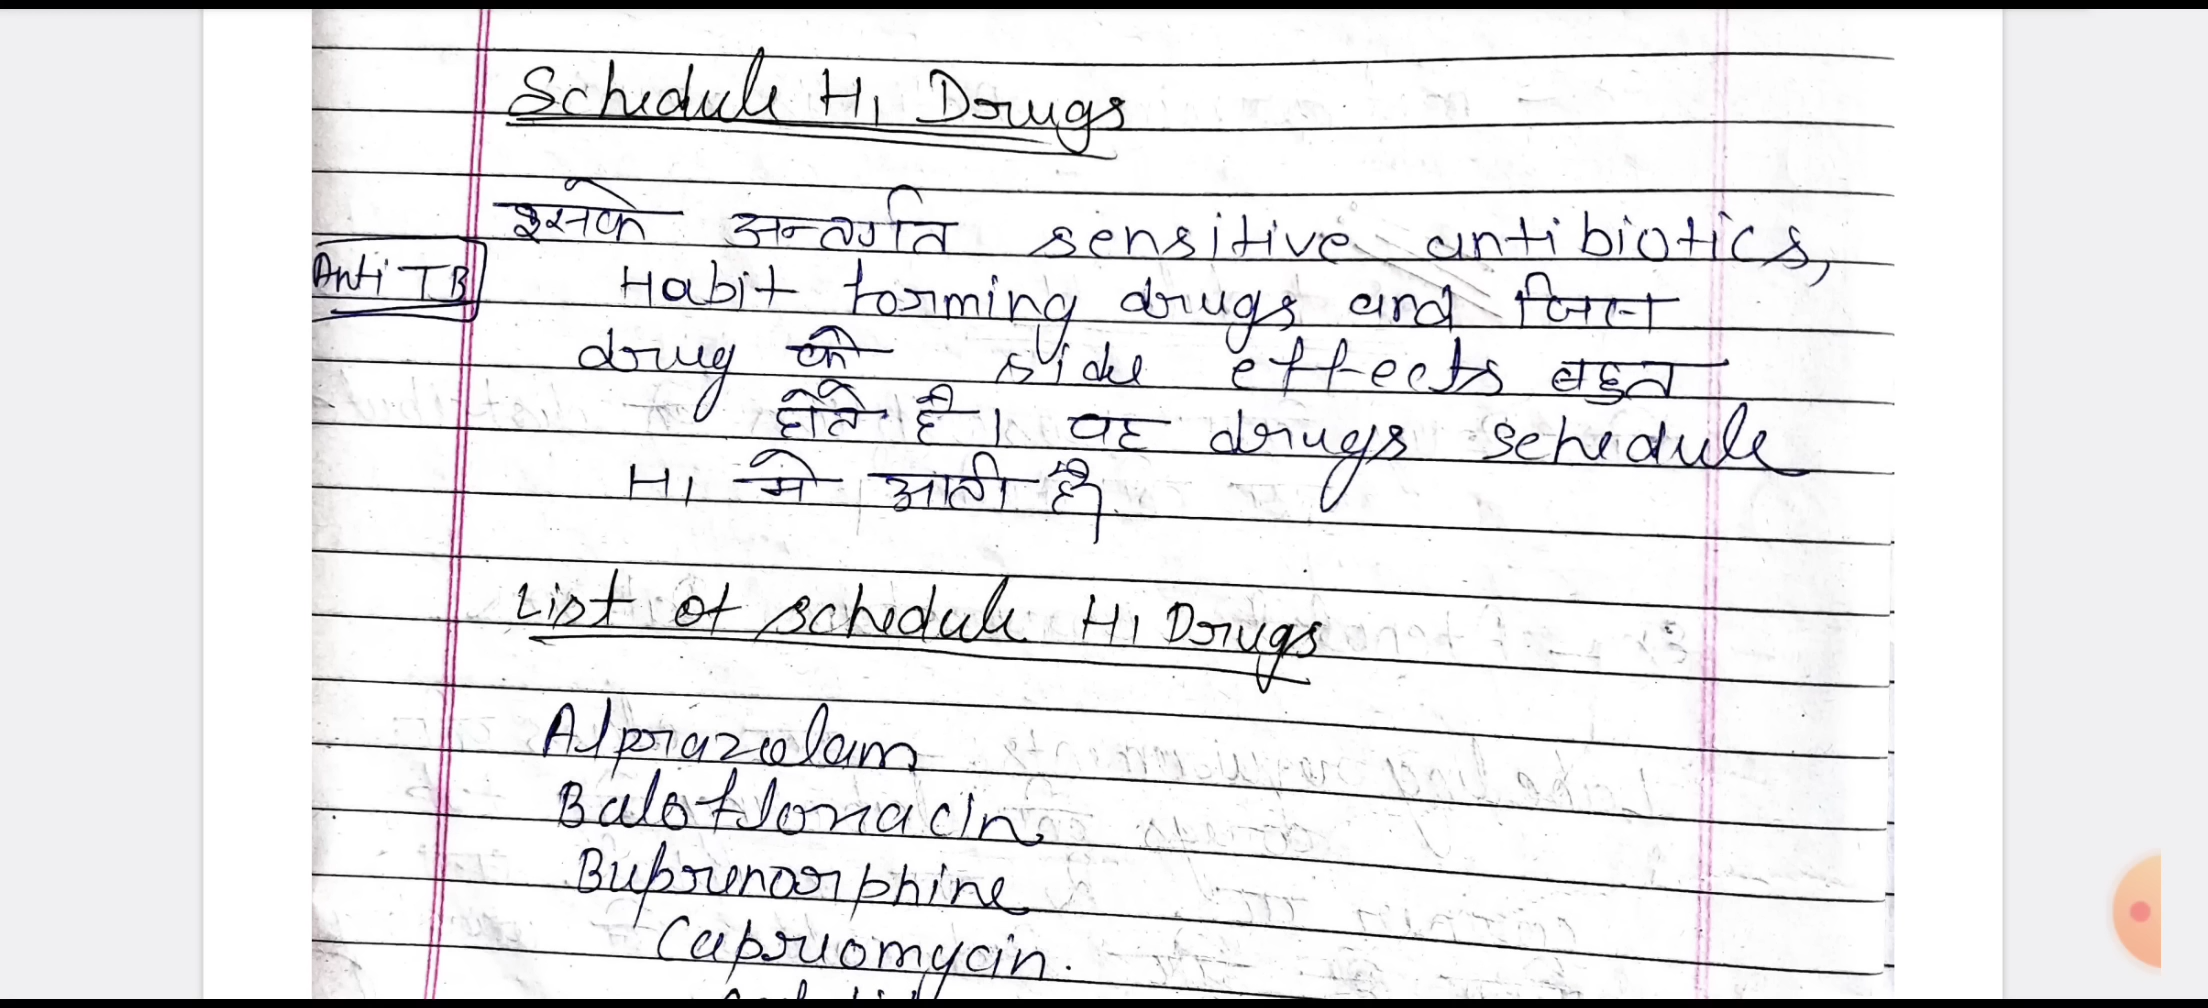 Schedule H1 Drugs
इसके अन्तर्गत sensitive antibiotics,
Anti TB
Habit forming drugs and जिस
drug के side effects बहुत
होते है। वह drugs schedule
H1 मे आती है।
List of schedule H1 Drugs
Alprazolam
Balofloxacin
Buprenorphine
Capreomycin.